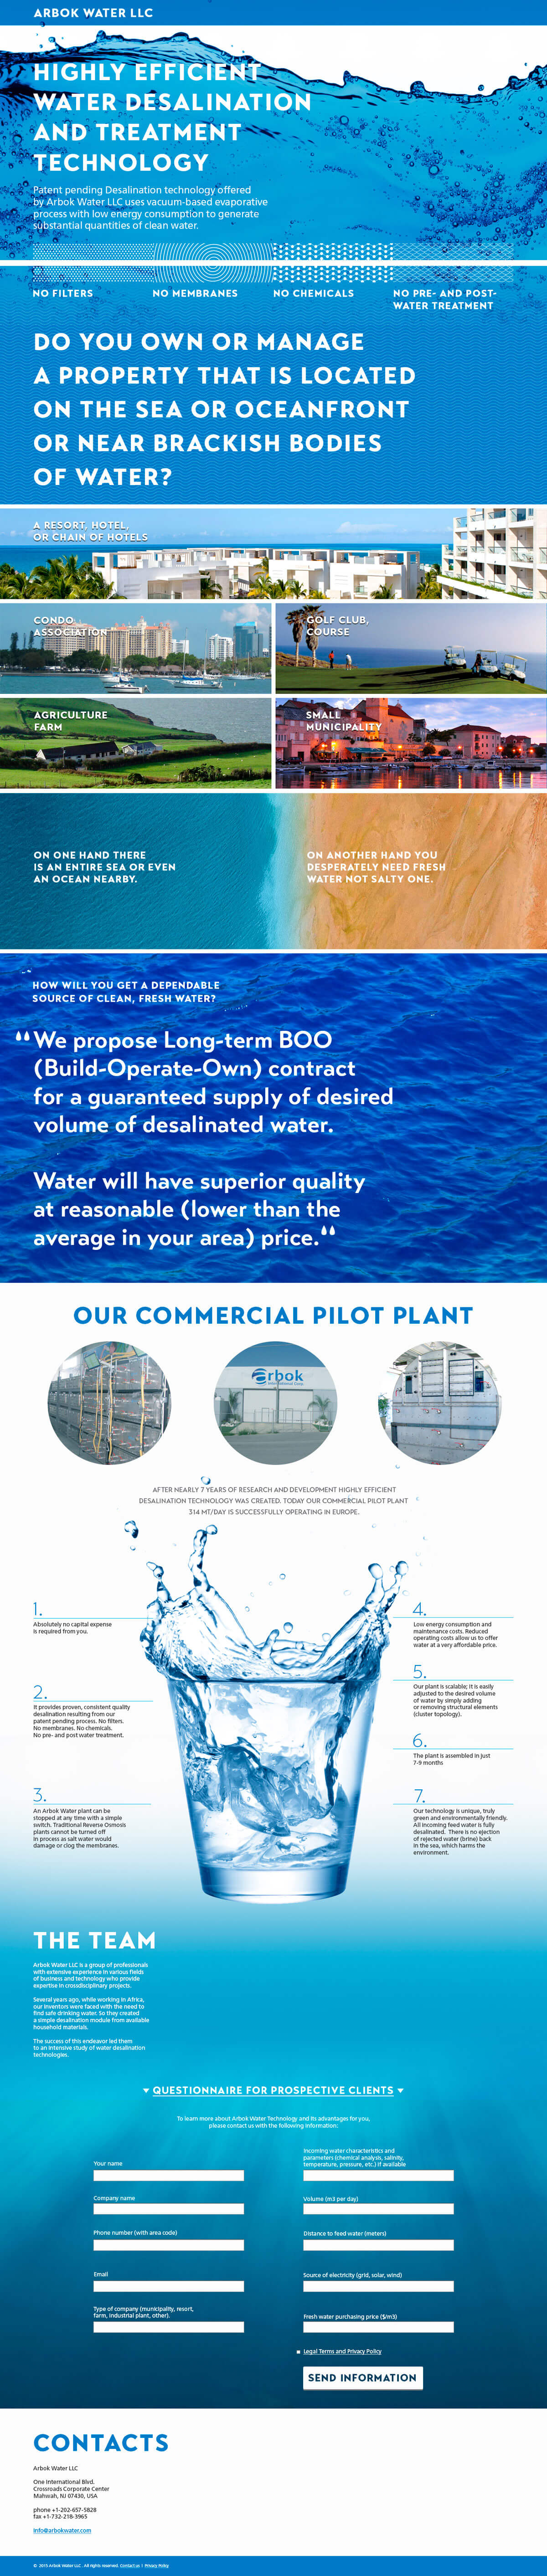 ARBOK WATER LLC
HIGHLY EFFICIENT
WATER DESALINATION
AND TREATMENT
TECHNOLOGY
Patent pending Desalination technology offered
by Arbok Water LLC uses vacuum-based evaporative
process with low energy consumption to generate
substantial quantities of clean water.
NO FILTERS
NO MEMBRANES
NO CHEMICALS
NO PRE- AND POST-
WATER TREATMENT
DO YOU OWN OR MANAGE
A PROPERTY THAT IS LOCATED
ON THE SEA OR OCEANFRONT
OR NEAR BRACKISH BODIES
OF WATER?
A RESORT, HOTEL,
OR CHAIN OF HOTELS
CONDO
ASSOCIATION
GOLF CLUB,
COURSE
AGRICULTURE
FARM
SMALL
MUNICIPALITY
ON ONE HAND THERE
IS AN ENTIRE SEA OR EVEN
AN OCEAN NEARBY.
ON ANOTHER HAND YOU
DESPERATELY NEED FRESH
WATER NOT SALTY ONE.
HOW WILL YOU GET A DEPENDABLE
SOURCE OF CLEAN, FRESH WATER?
We propose Long-term BOO
(Build-Operate-Own) contract
for a guaranteed supply of desired
volume of desalinated water.
Water will have superior quality
at reasonable (lower than the
average in your area) price.
OUR COMMERCIAL PILOT PLANT
arbok
International Corp.
AFTER NEARLY 7 YEARS OF RESEARCH AND DEVELOPMENT HIGHLY EFFICIENT
DESALINATION TECHNOLOGY WAS CREATED. TODAY OUR COMMERCIAL PILOT PLANT
314 MT/DAY IS SUCCESSFULLY OPERATING IN EUROPE.
1.
Absolutely no capital expense
is required from you.
2.
It provides proven, consistent quality
desalination resulting from our
patent pending process. No filters.
No membranes. No chemicals.
No pre- and post water treatment.
3.
An Arbok Water plant can be
stopped at any time with a simple
switch. Traditional Reverse Osmosis
plants cannot be turned off
in process as salt water would
damage or clog the membranes.
4.
Low energy consumption and
maintenance costs. Reduced
operating costs allow us to offer
water at a very affordable price.
5.
Our plant is scalable; it is easily
adjusted to the desired volume
of water by simply adding
or removing structural elements
(cluster topology).
6.
The plant is assembled in just
7-9 months
7.
Our technology is unique, truly
green and environmentally friendly.
All incoming feed water is fully
desalinated. There is no ejection
of rejected water (brine) back
in the sea, which harms the
environment.
THE TEAM
Arbok Water LLC is a group of professionals
with extensive experience in various fields
of business and technology who provide
expertise in crossdisciplinary projects.
Several years ago, while working in Africa,
our inventors were faced with the need to
find safe drinking water. So they created
a simple desalination module from available
household materials.
The success of this endeavor led them
to an intensive study of water desalination
technologies.
QUESTIONNAIRE FOR PROSPECTIVE CLIENTS
To learn more about Arbok Water Technology and its advantages for you,
please contact us with the following information:
Your name
Company name
Phone number (with area code)
Email
Type of company (municipality, resort,
farm, industrial plant, other).
Incoming water characteristics and
parameters (chemical analysis, salinity,
temperature, pressure, etc.) if available
Volume (m3 per day)
Distance to feed water (meters)
Source of electricity (grid, solar, wind)
Fresh water purchasing price ($/m3)
Legal Terms and Privacy Policy
SEND INFORMATION
CONTACTS
Arbok Water LLC
One International Blvd.
Crossroads Corporate Center
Mahwah, NJ 07430, USA
phone +1-202-657-5828
fax +1-732-218-3965
info@arbokwater.com
© 2015 Arbok Water LLC . All rights reserved. Contact us | Privacy Policy